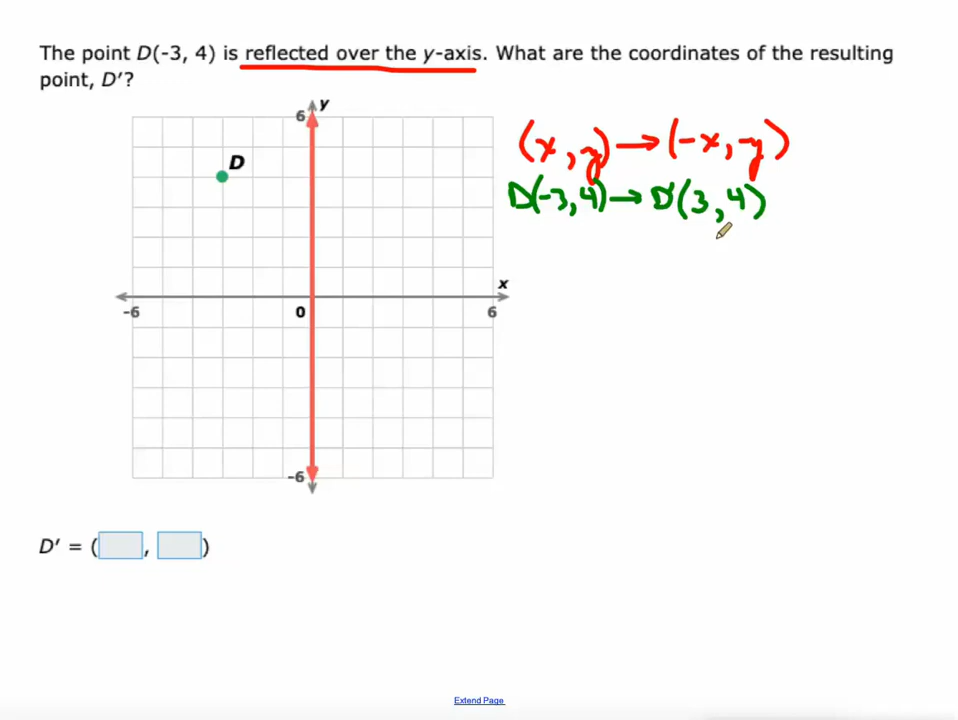 The point D(-3, 4) is reflected over the y-axis. What are the coordinates of the resulting
point, D'?
y
6
(x, y) → (-x, y)
D
D(-3, 4) → D'(3, 4)
x
-6
0
6
-6
D' = ( , )
Extend Page